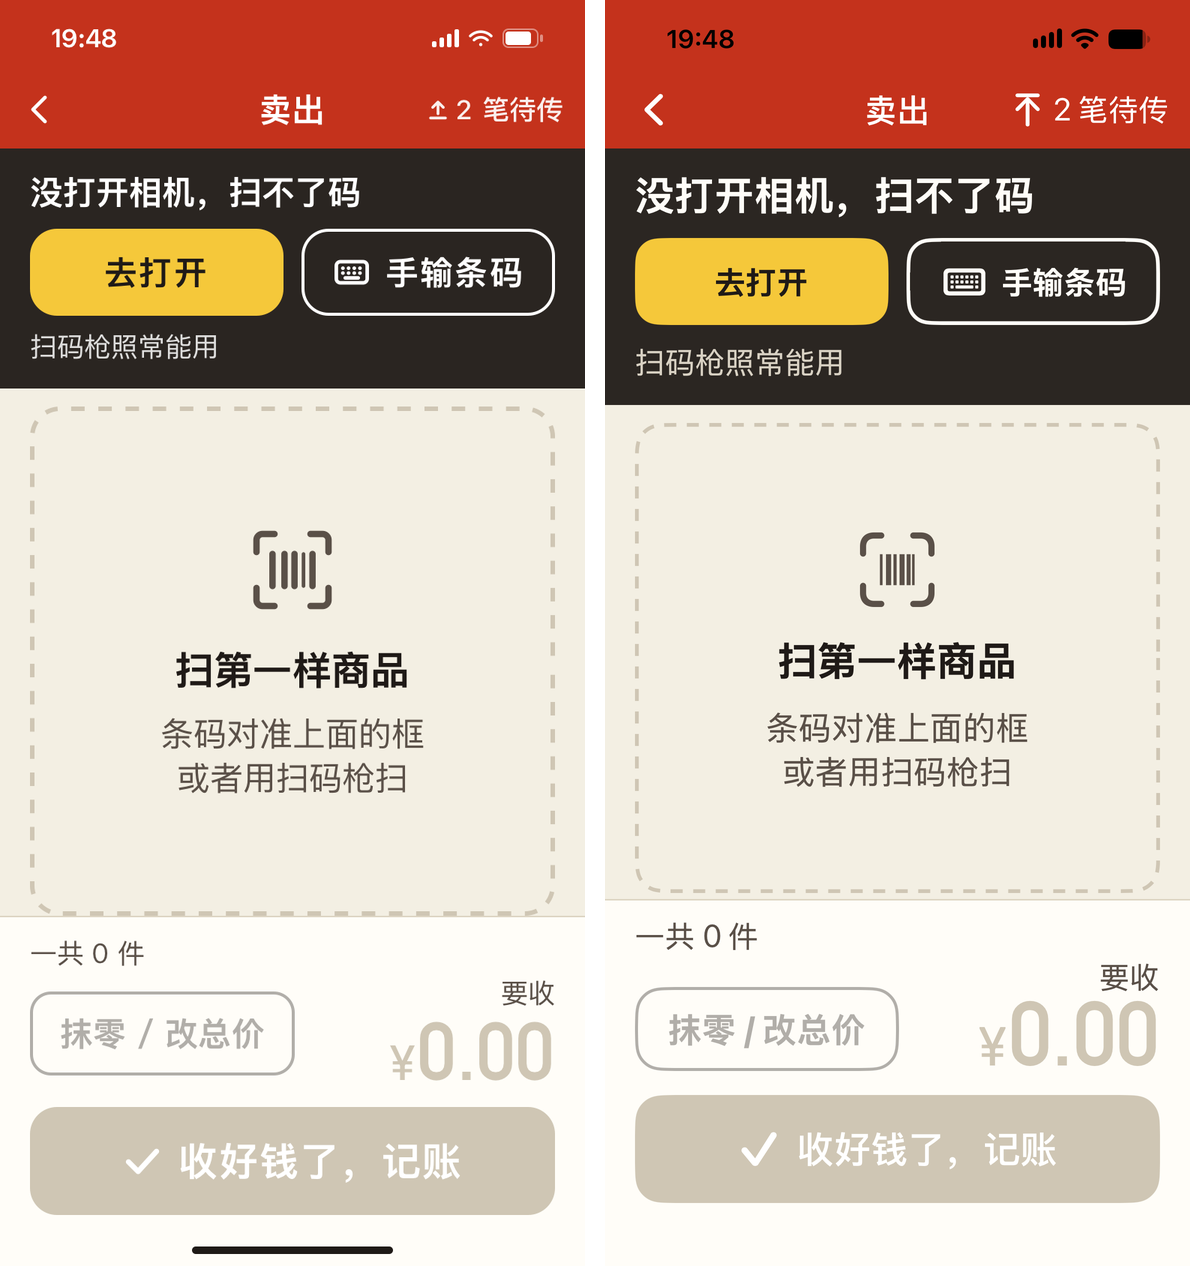 19:48
卖出
2 笔待传
没打开相机，扫不了码
去打开
手输条码
扫码枪照常能用
扫第一样商品
条码对准上面的框
或者用扫码枪扫
一共 0 件
要收
抹零 / 改总价
¥0.00
收好钱了，记账
19:48
卖出
2 笔待传
没打开相机，扫不了码
去打开
手输条码
扫码枪照常能用
扫第一样商品
条码对准上面的框
或者用扫码枪扫
一共 0 件
要收
抹零 / 改总价
¥0.00
收好钱了，记账